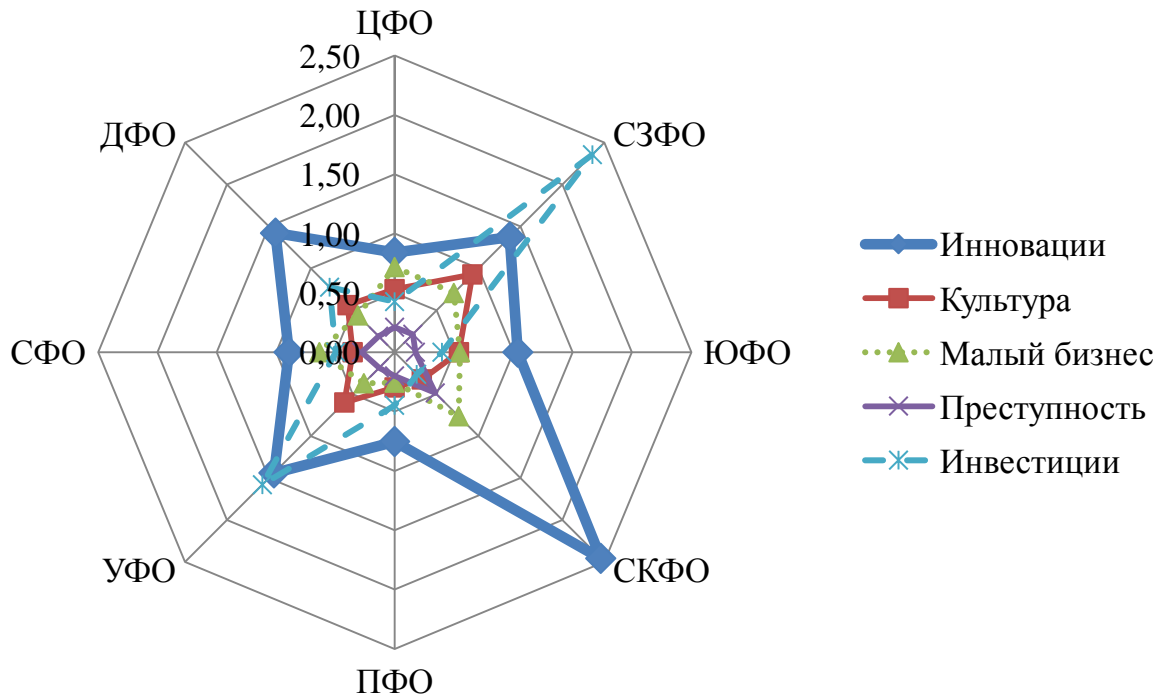 ЦФО
2,50
2,00
ДФО
СЗФО
1,50
1,00
0,50
СФО
0,00
ЮФО
УФО
СКФО
ПФО
Инновации
Культура
Малый бизнес
Преступность
Инвестиции